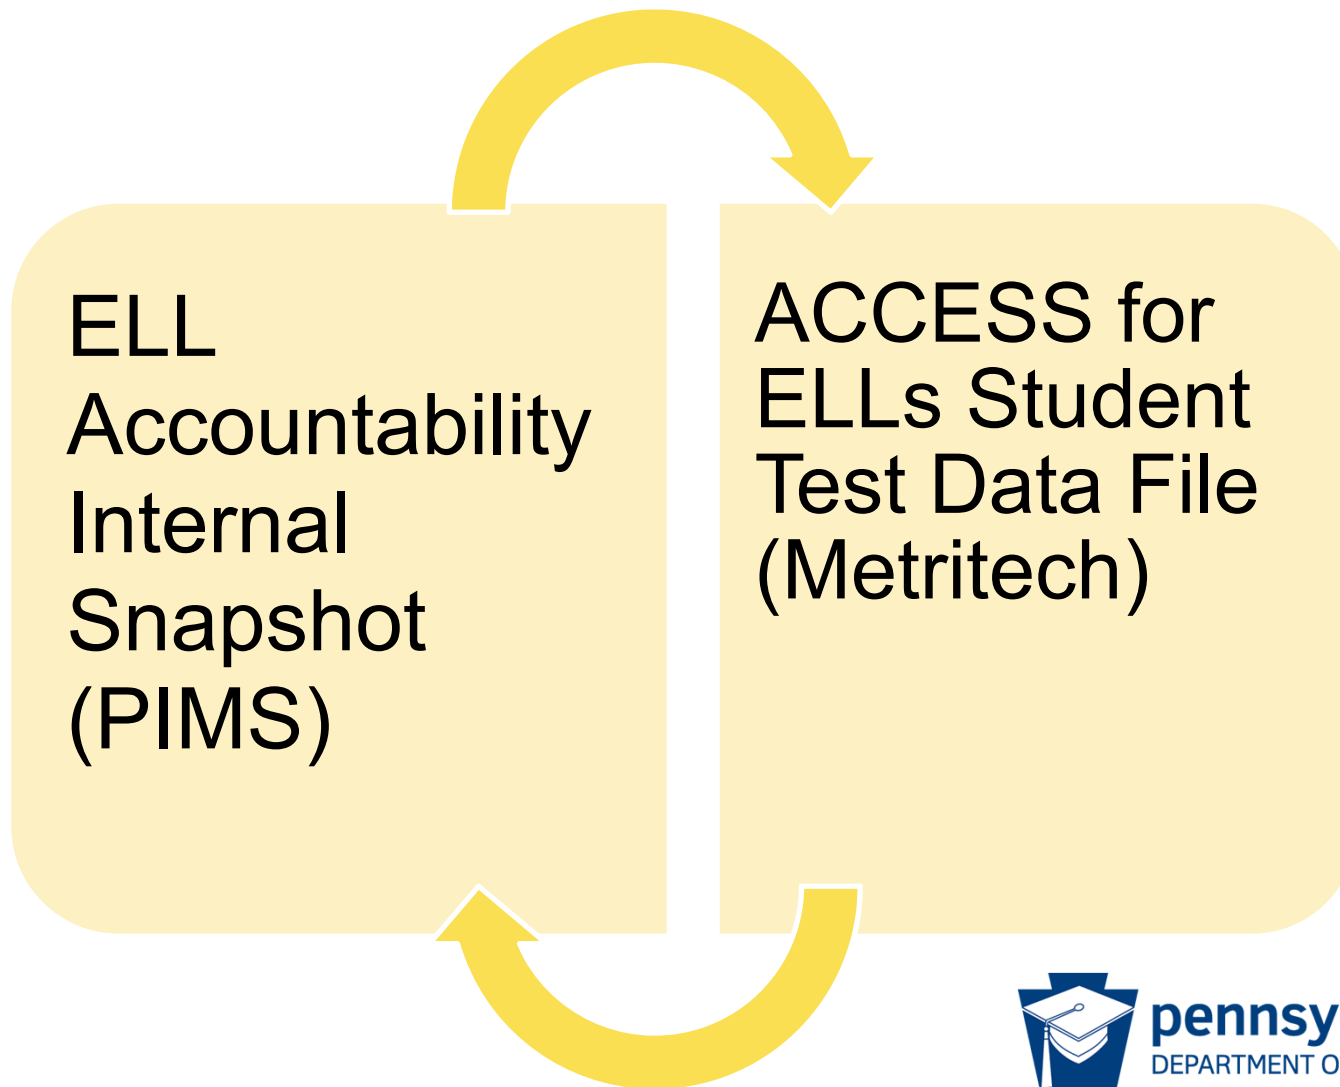 ELL
Accountability
Internal
Snapshot
(PIMS)
ACCESS for
ELLs Student
Test Data File
(Metritech)
pennsy
DEPARTMENT O